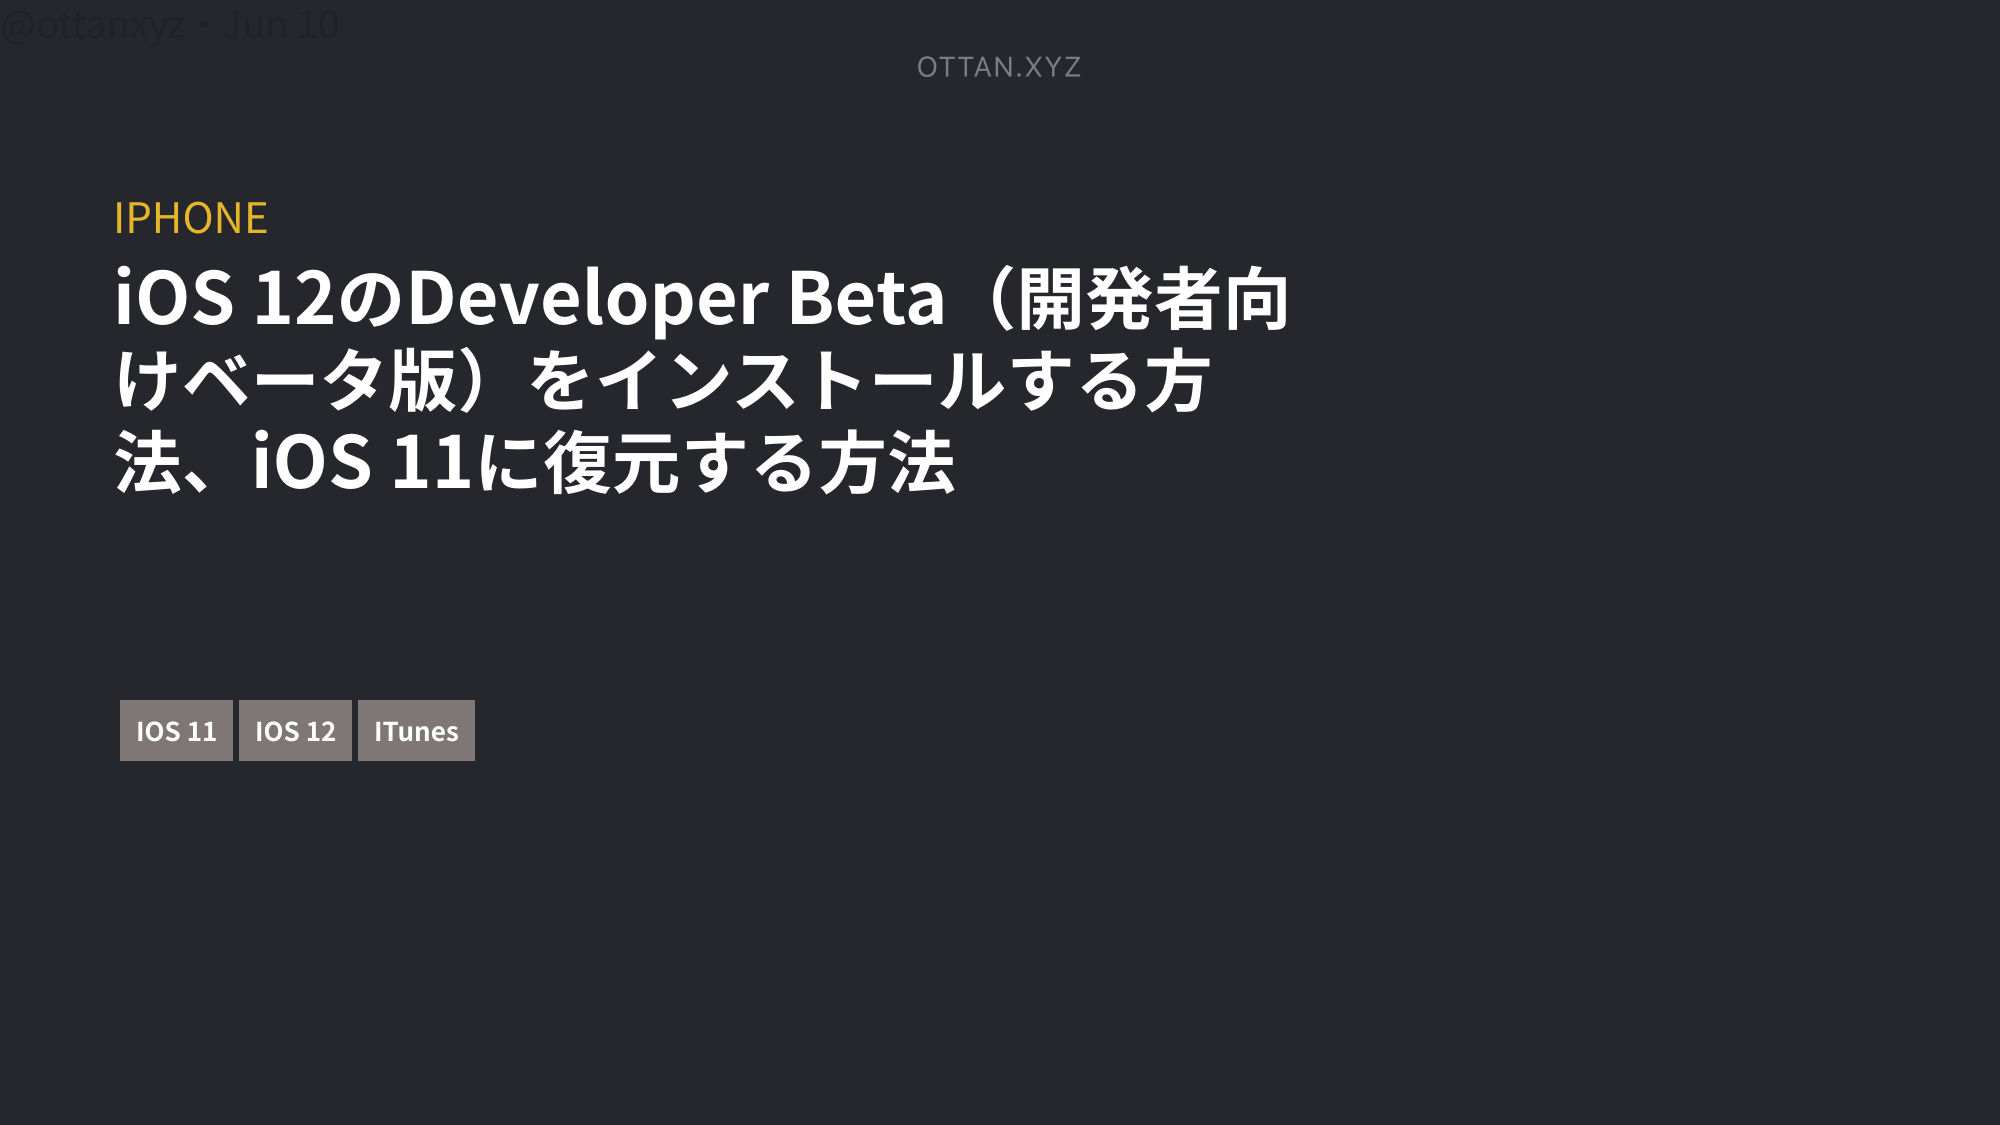 @ottanxyz・Jun 10
OTTAN.XYZ
IPHONE
iOS 12のDeveloper Beta（開発者向
けベータ版）をインストールする方
法、iOS 11に復元する方法
IOS 11
IOS 12
ITunes